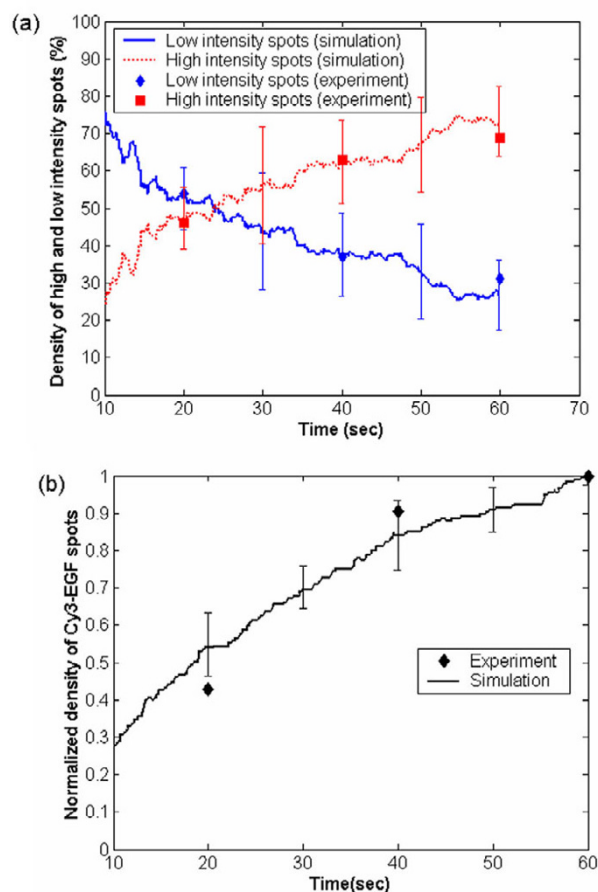 (a)
100
90
80
70
60
50
40
30
20
10
0
Density of high and low intensity spots (%)
Low intensity spots (simulation)
High intensity spots (simulation)
Low intensity spots (experiment)
High intensity spots (experiment)
10 20 30 40 50 60 70
Time (sec)
(b)
1
0.9
0.8
0.7
0.6
0.5
0.4
0.3
0.2
0.1
0
Normalized density of Cy3-EGF spots
Experiment
Simulation
10 20 30 40 50 60
Time(sec)